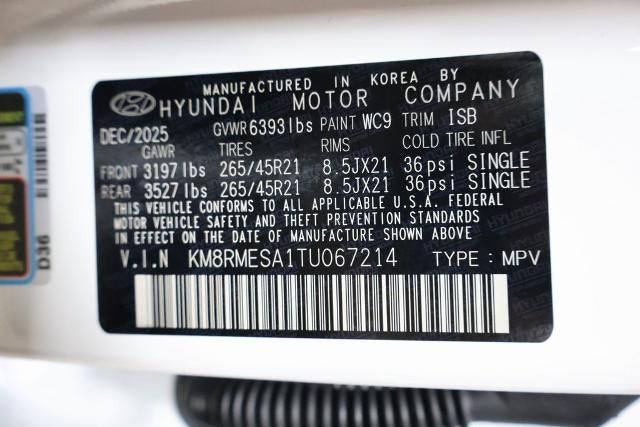 MANUFACTURED IN KOREA BY
HYUNDAI MOTOR COMPANY
DEC/2025 GVWR 6393lbs PAINT WC9 TRIM ISB
GAWR TIRES RIMS COLD TIRE INFL
FRONT 3197lbs 265/45R21 8.5JX21 36psi SINGLE
REAR 3527lbs 265/45R21 8.5JX21 36psi SINGLE
THIS VEHICLE CONFORMS TO ALL APPLICABLE U.S.A. FEDERAL
MOTOR VEHICLE SAFETY AND THEFT PREVENTION STANDARDS
IN EFFECT ON THE DATE OF MANUFACTURE SHOWN ABOVE.
V.I.N KM8RMESA1TU067214 TYPE : MPV
D36